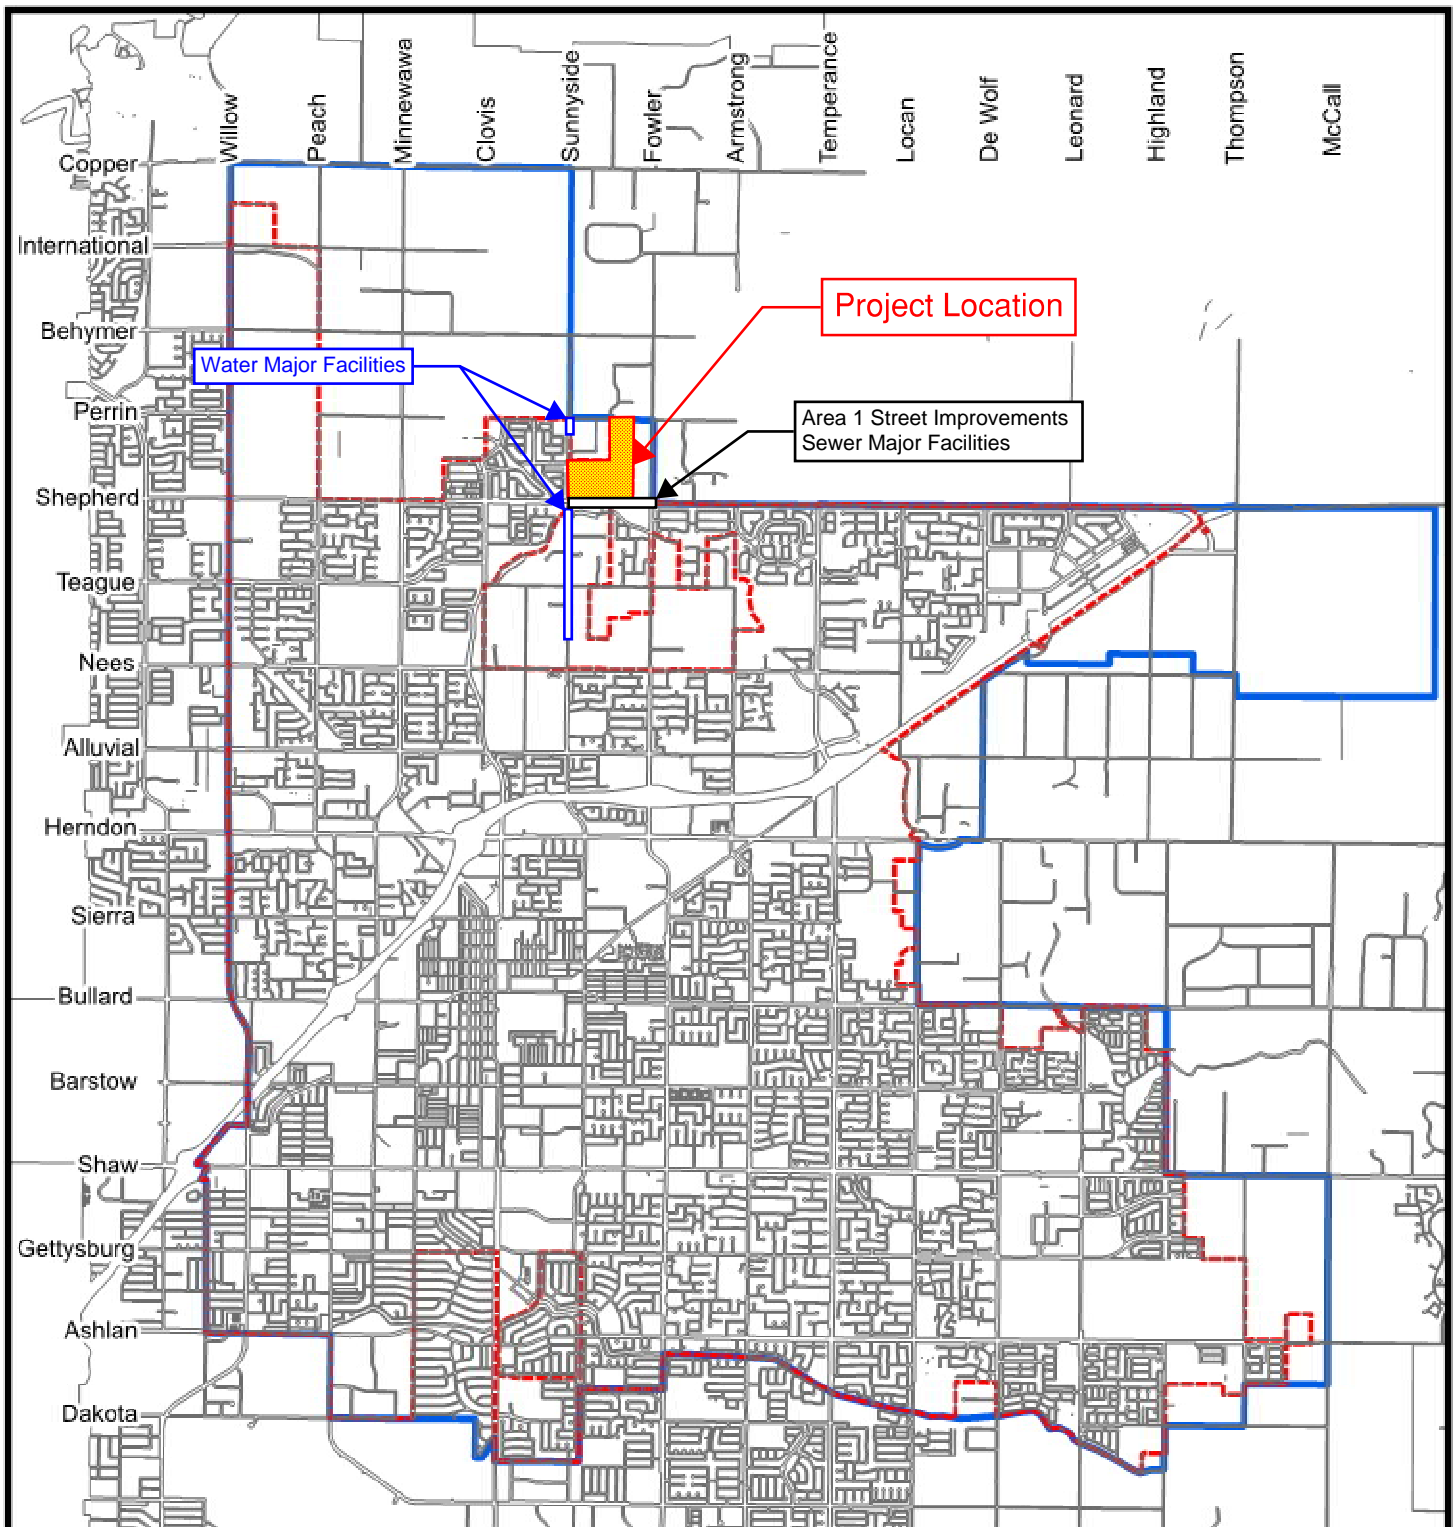 Willow
Peach
Minnewawa
Clovis
Sunnyside
Fowler
Armstrong
Temperance
Locan
De Wolf
Leonard
Highland
Thompson
McCall
Copper
International
Behymer
Perrin
Shepherd
Teague
Nees
Alluvial
Herndon
Sierra
Bullard
Barstow
Shaw
Gettysburg
Ashlan
Dakota
Project Location
Water Major Facilities
Area 1 Street Improvements
Sewer Major Facilities